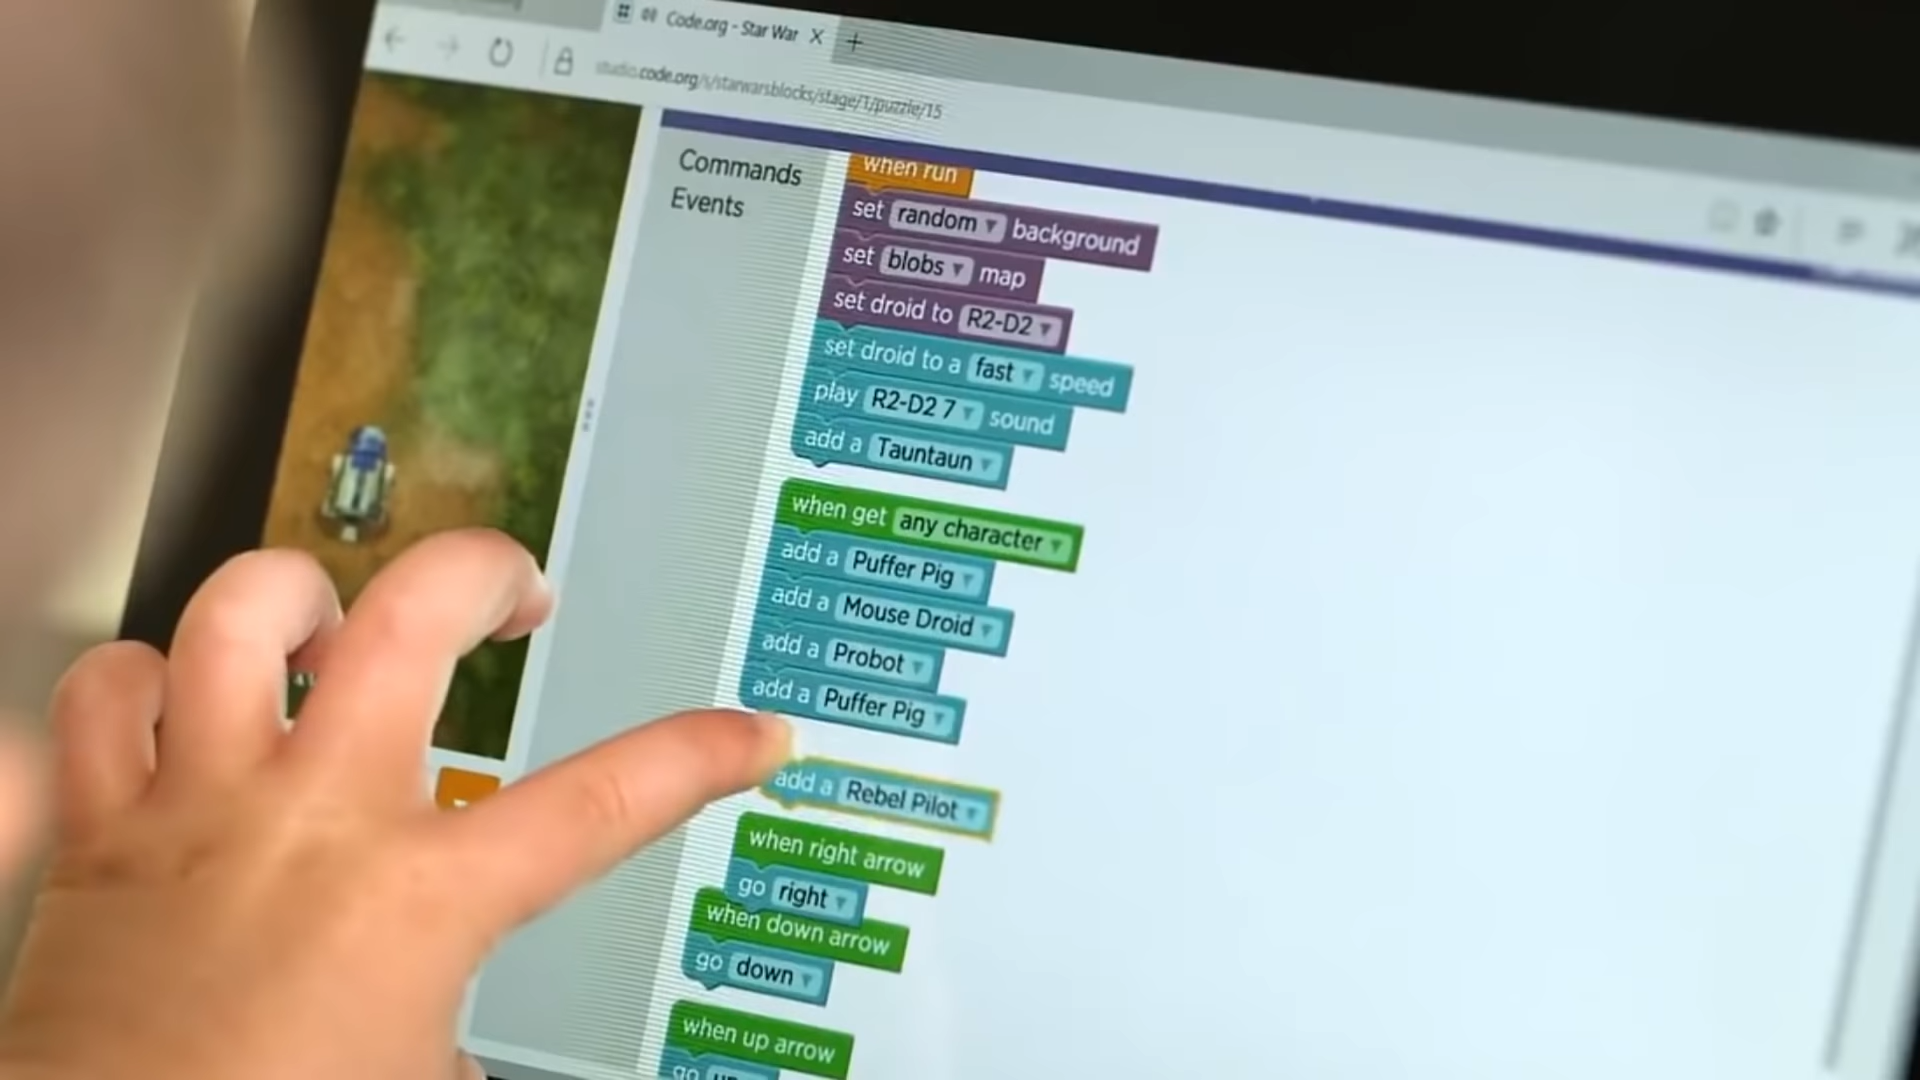 Code.org - Star War
studio.code.org/s/starwarsblocks/stage/1/puzzle/15
Commands
Events
when run
set random background
set blobs map
set droid to R2-D2
set droid to a fast speed
play R2-D2 7 sound
add a Tauntaun
when get any character
add a Puffer Pig
add a Mouse Droid
add a Probot
add a Puffer Pig
add a Rebel Pilot
when right arrow
go right
when down arrow
go down
when up arrow
go